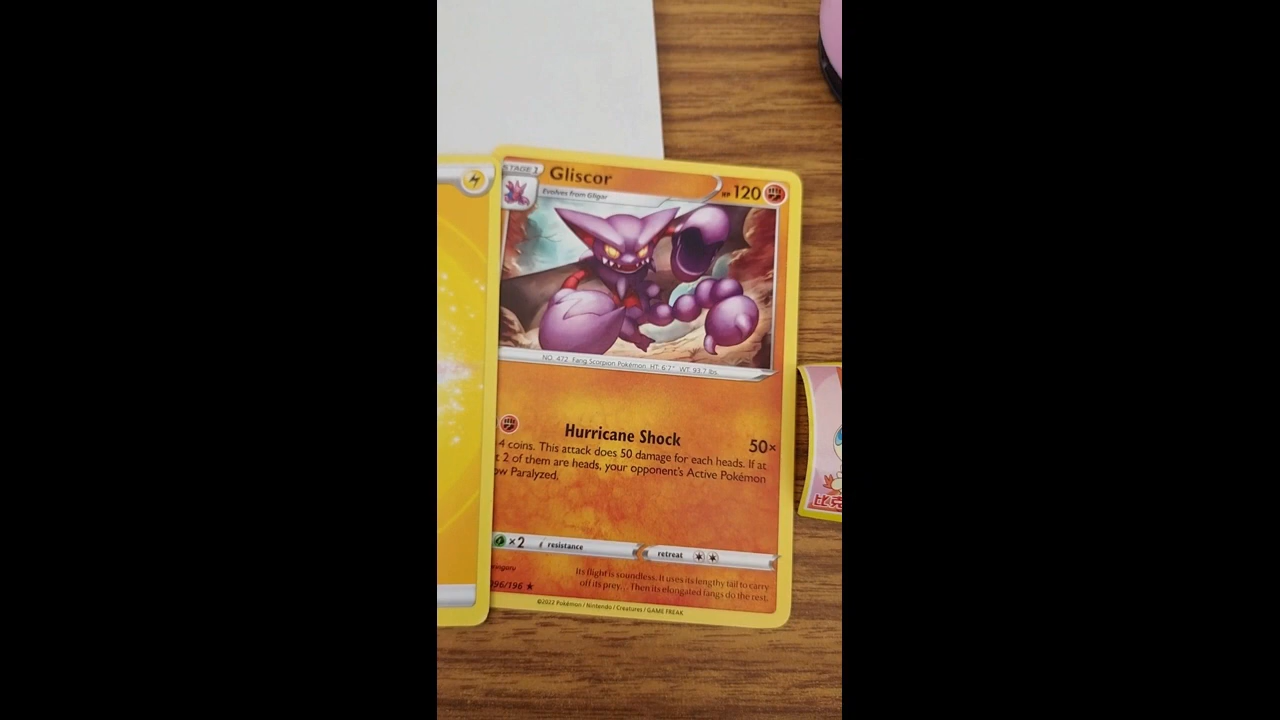 STAGE 1
Gliscor
HP 120
Evolves from Gligar
NO. 472 Fang Scorpion Pokémon HT: 6'7" WT: 93.7 lbs.
Hurricane Shock 50×
4 coins. This attack does 50 damage for each heads. If at
2 of them are heads, your opponent's Active Pokémon
Paralyzed.
×2 resistance retreat
Its flight is soundless. It uses its lengthy tail to carry
off its prey... Then its elongated fangs do the rest.
096/196
©2022 Pokémon / Nintendo / Creatures / GAME FREAK